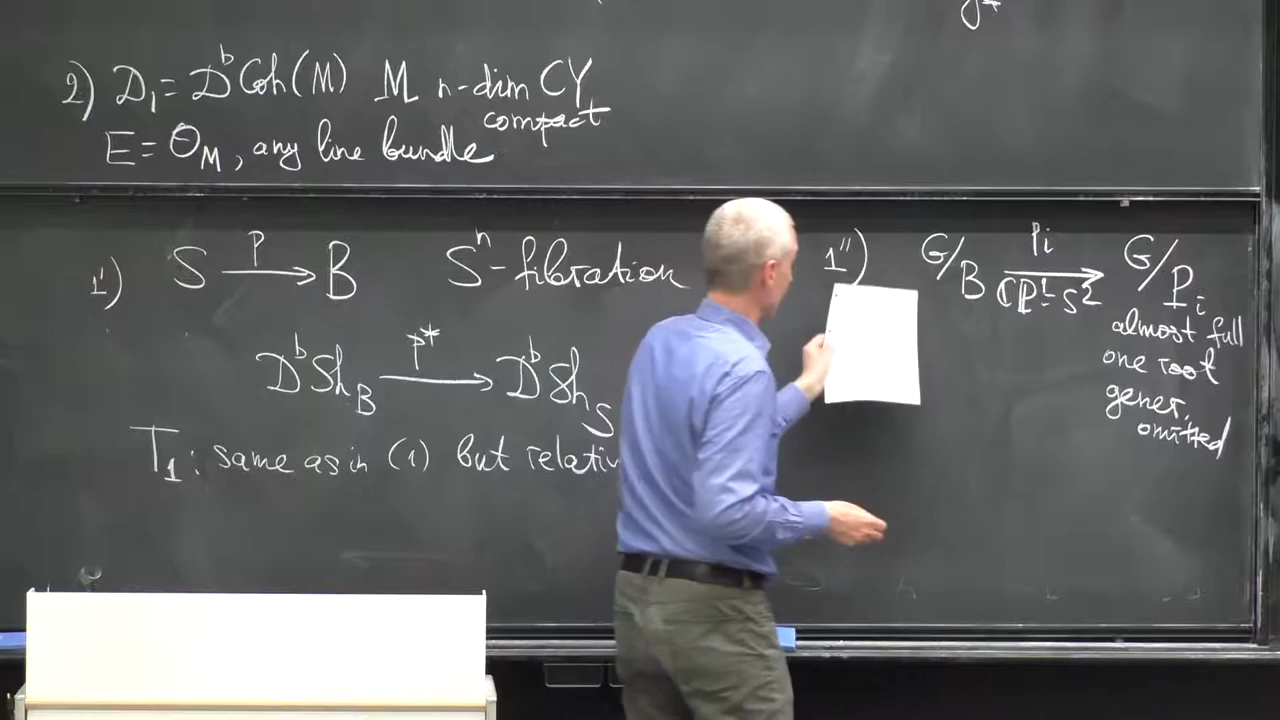 2) D₁ = DᵇCoh(M) M n-dim CY
compact
E = O_M, any line bundle
1') S →ᵖ B Sⁿ-fibration
DᵇSh_B →ᵖ* DᵇSh_S
T₁: same as in (1) but relativ
1'') G/B →ᵖⁱ G/P_i
CP¹=S²
almost full
one root
gener.
omitted